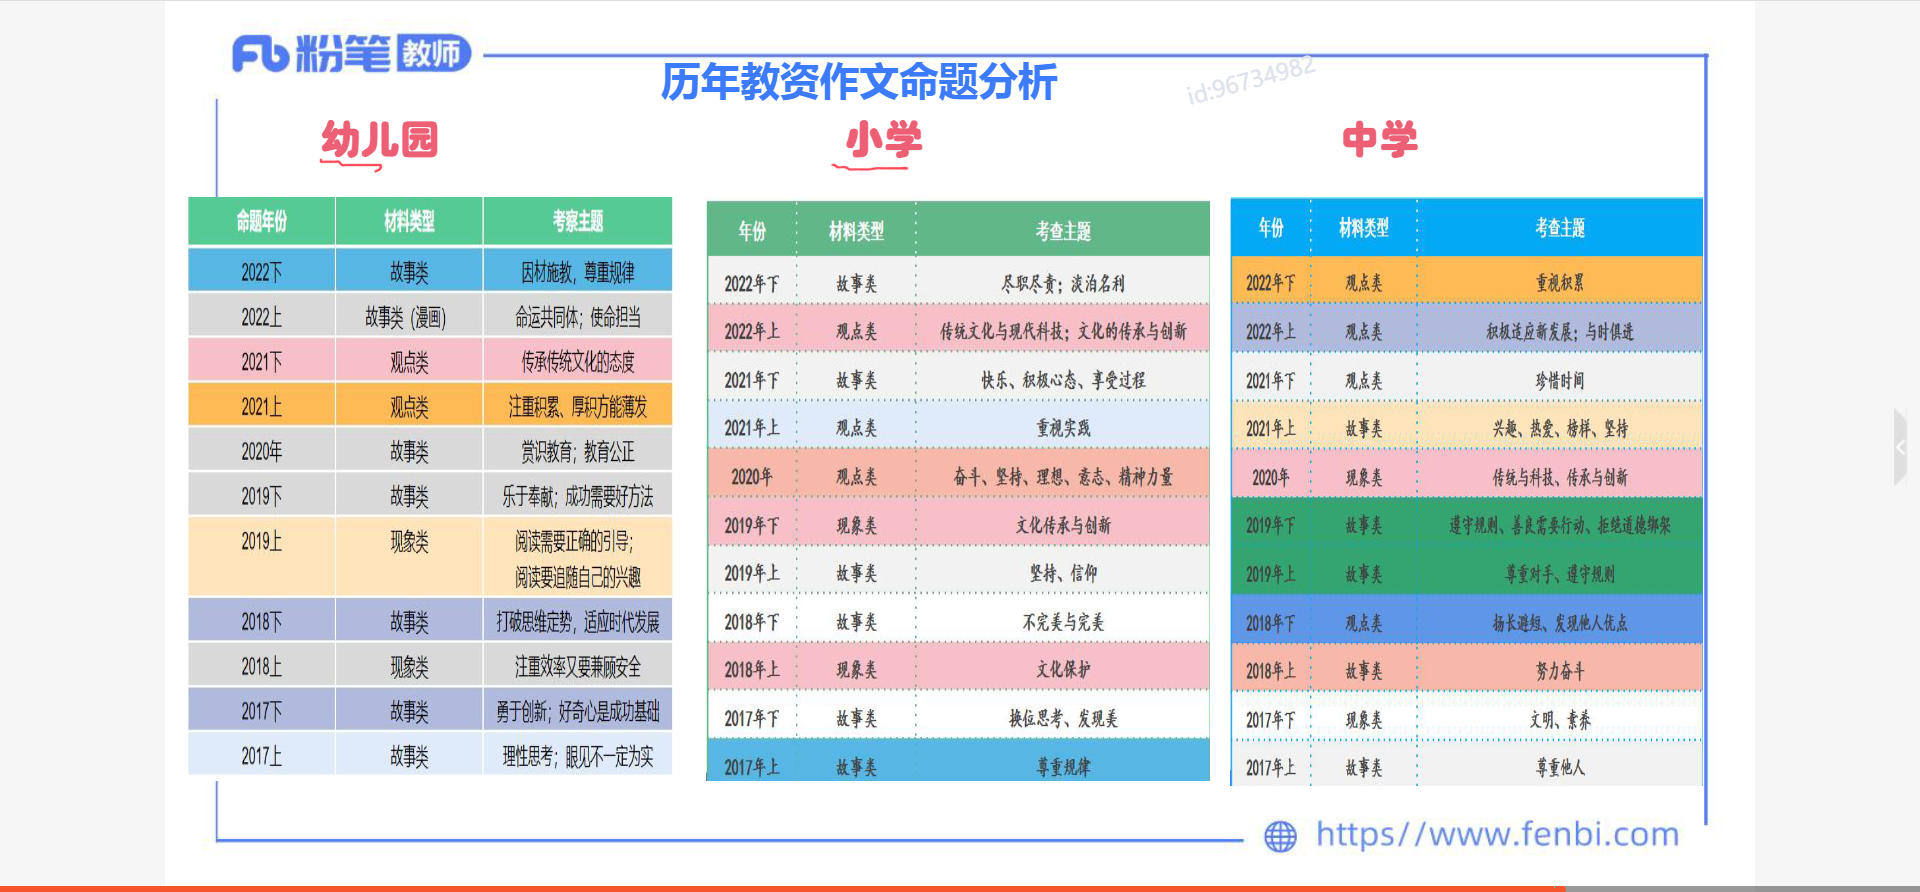 粉笔教师
历年教资作文命题分析
id:96734982
幼儿园
命题年份 材料类型 考察主题
2022下 故事类 因材施教，尊重规律
2022上 故事类（漫画） 命运共同体；使命担当
2021下 观点类 传承传统文化的态度
2021上 观点类 注重积累、厚积方能薄发
2020年 故事类 赏识教育；教育公正
2019下 故事类 乐于奉献；成功需要好方法
2019上 现象类 阅读需要正确的引导；
阅读要追随自己的兴趣
2018下 故事类 打破思维定势，适应时代发展
2018上 现象类 注重效率又要兼顾安全
2017下 故事类 勇于创新；好奇心是成功基础
2017上 故事类 理性思考；眼见不一定为实
小学
年份 材料类型 考查主题
2022年下 故事类 尽职尽责；淡泊名利
2022年上 观点类 传统文化与现代科技；文化的传承与创新
2021年下 故事类 快乐、积极心态、享受过程
2021年上 观点类 重视实践
2020年 观点类 奋斗、坚持、理想、意志、精神力量
2019年下 现象类 文化传承与创新
2019年上 故事类 坚持、信仰
2018年下 故事类 不完美与完美
2018年上 现象类 文化保护
2017年下 故事类 换位思考、发现美
2017年上 故事类 尊重规律
中学
年份 材料类型 考查主题
2022年下 观点类 重视积累
2022年上 观点类 积极适应新发展；与时俱进
2021年下 观点类 珍惜时间
2021年上 故事类 兴趣、热爱、榜样、坚持
2020年 现象类 传统与科技、传承与创新
2019年下 故事类 遵守规则、善良需要行动、拒绝道德绑架
2019年上 故事类 尊重对手、遵守规则
2018年下 观点类 扬长避短、发现他人优点
2018年上 故事类 努力奋斗
2017年下 现象类 文明、素养
2017年上 故事类 尊重他人
https//www.fenbi.com